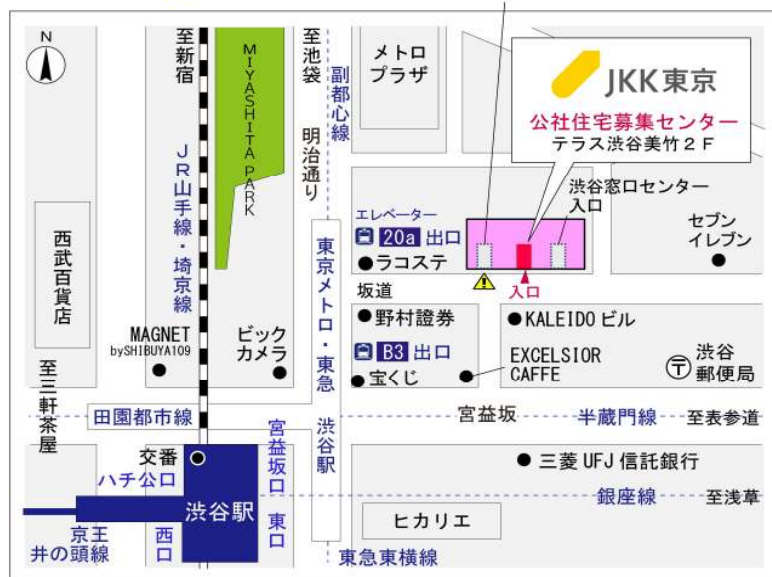 N
至新宿
JR山手線・埼京線
MIYASHITA PARK
至池袋
明治通り
副都心線
メトロ
プラザ
JKK東京
公社住宅募集センター
テラス渋谷美竹２Ｆ
渋谷窓口センター
入口
エレベーター
20a 出口
ラコステ
入口
セブン
イレブン
西武百貨店
東京メトロ・東急
渋谷駅
坂道
野村證券
KALEIDO ビル
MAGNET
bySHIBUYA109
ビック
カメラ
B3 出口
宝くじ
EXCELSIOR
CAFFE
〒
渋谷
郵便局
至三軒茶屋
田園都市線
宮益坂
半蔵門線
至表参道
交番
ハチ公口
宮益坂口
東口
三菱 UFJ 信託銀行
渋谷駅
銀座線
至浅草
京王
井の頭線
西口
ヒカリエ
東急東横線